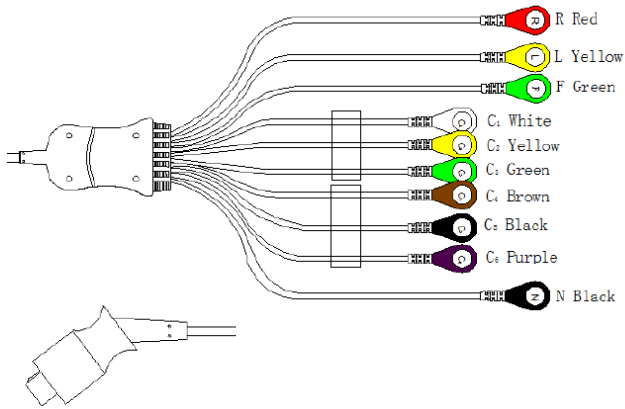 R R Red
L L Yellow
F F Green
C C₁ White
C C₂ Yellow
C C₃ Green
C C₄ Brown
C C₅ Black
C C₆ Purple
N N Black